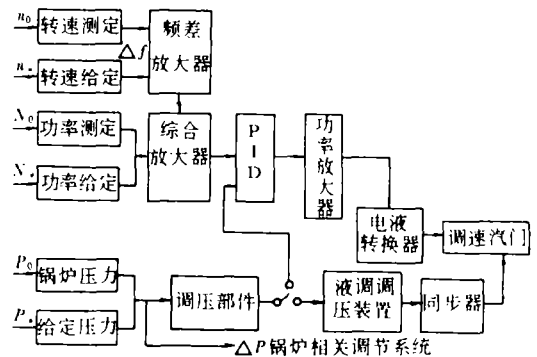 n₀
转速测定
频差
放大器
△f
转速给定
N₀
功率测定
综合
放大器
P
I
D
功率放大器
功率给定
电液
转换器
调速汽门
P₀
锅炉压力
调压部件
液调调
压装置
同步器
给定压力
△P锅炉相关调节系统